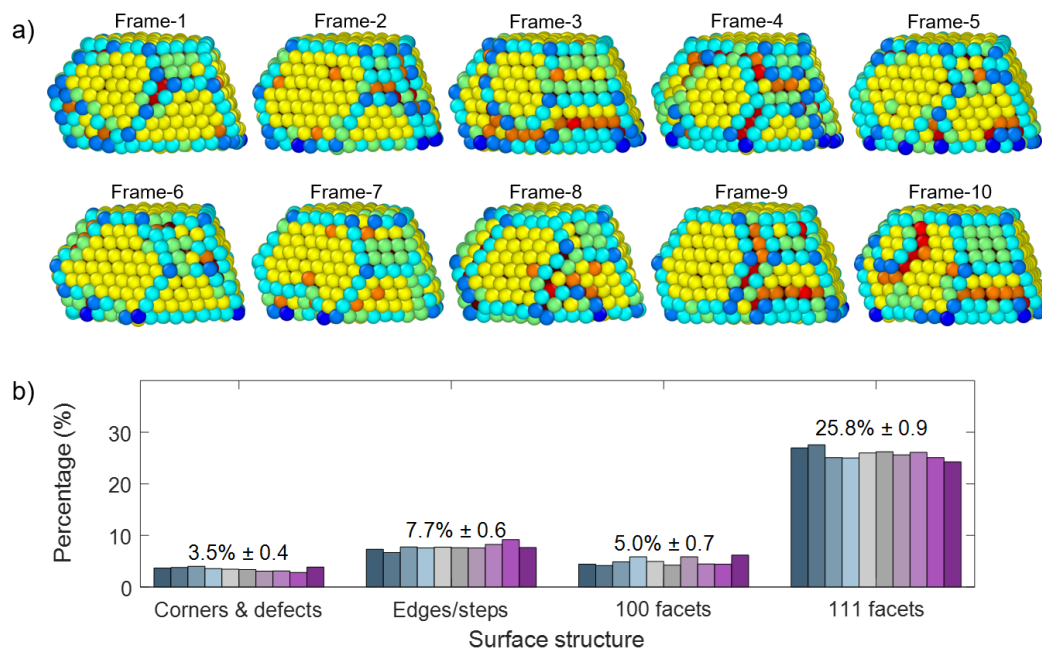 a)
Frame-1 Frame-2 Frame-3 Frame-4 Frame-5
Frame-6 Frame-7 Frame-8 Frame-9 Frame-10
b)
Percentage (%)
30
20
10
0
3.5% ± 0.4
7.7% ± 0.6
5.0% ± 0.7
25.8% ± 0.9
Corners & defects Edges/steps 100 facets 111 facets
Surface structure